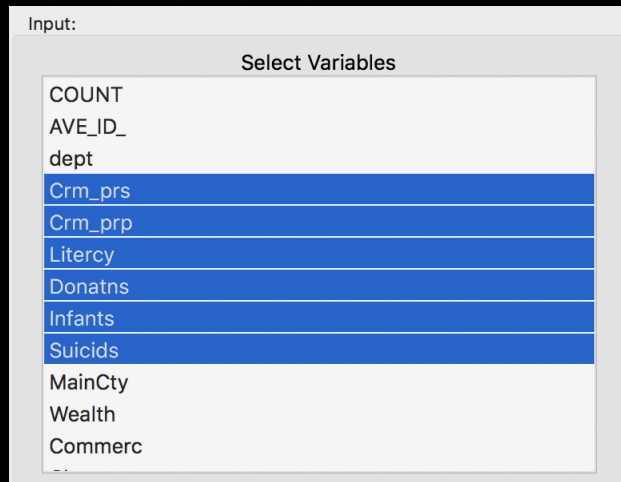 Input:
Select Variables
COUNT
AVE_ID_
dept
Crm_prs
Crm_prp
Litercy
Donatns
Infants
Suicids
MainCty
Wealth
Commerc